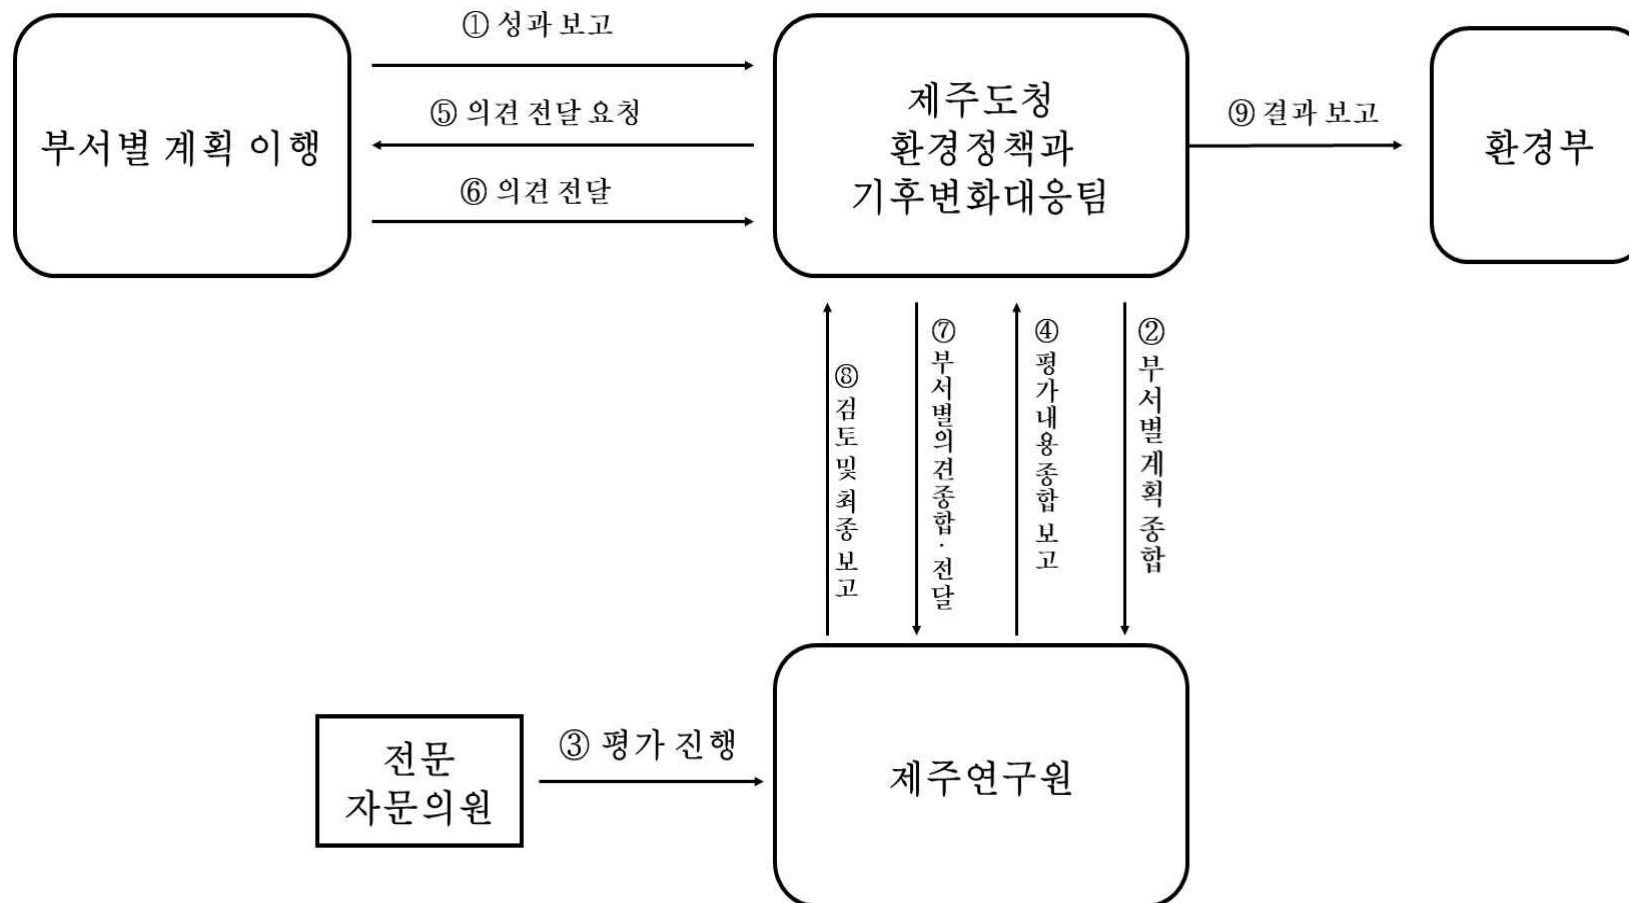 ① 성과 보고
부서별 계획 이행
⑤ 의견 전달 요청
⑥ 의견 전달
제주도청
환경정책과
기후변화대응팀
⑨ 결과 보고
환경부
⑧ 검토 및 최종 보고
⑦ 부서별의견종합·전달
④ 평가내용종합 보고
② 부서별 계획 종합
전문
자문의원
③ 평가 진행
제주연구원